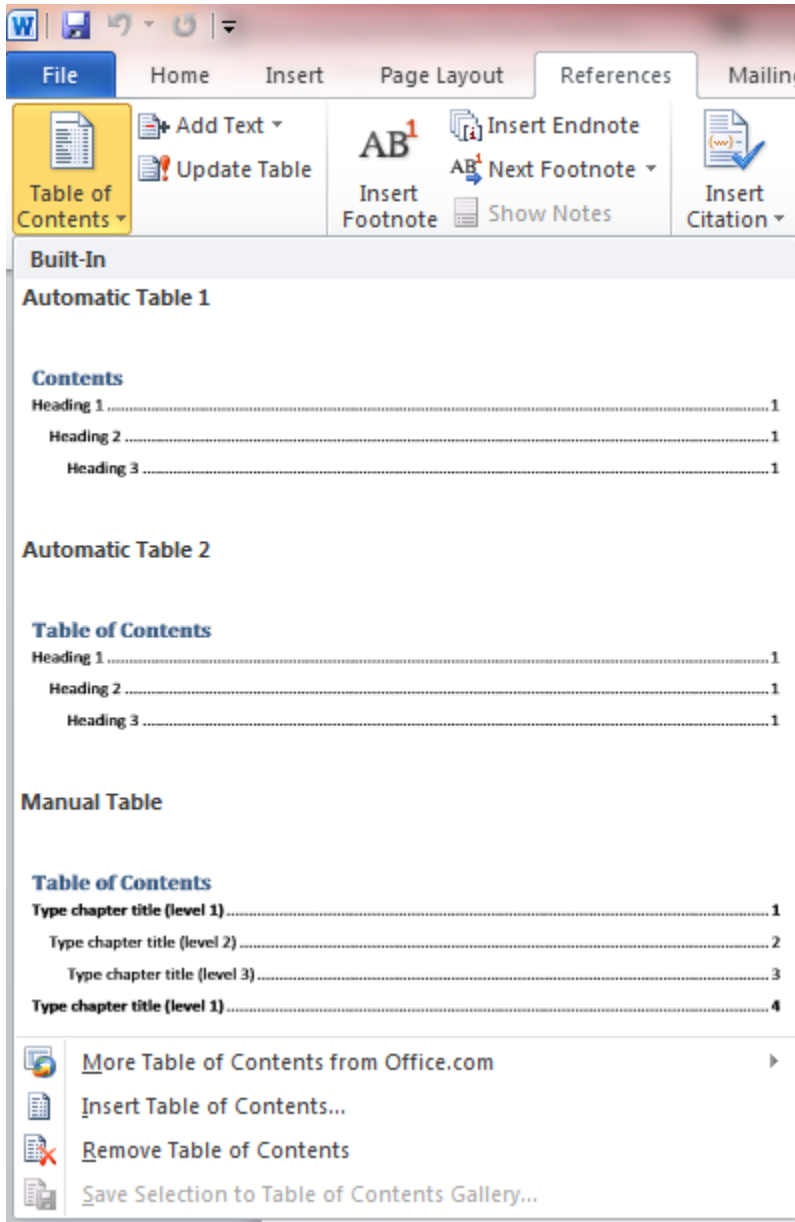 W
File Home Insert Page Layout References Mailing
Table of Contents
Add Text
Update Table
AB1
Insert Footnote
Insert Endnote
AB1 Next Footnote
Show Notes
Insert Citation
Built-In
Automatic Table 1
Contents
Heading 1 1
Heading 2 1
Heading 3 1
Automatic Table 2
Table of Contents
Heading 1 1
Heading 2 1
Heading 3 1
Manual Table
Table of Contents
Type chapter title (level 1) 1
Type chapter title (level 2) 2
Type chapter title (level 3) 3
Type chapter title (level 1) 4
More Table of Contents from Office.com
Insert Table of Contents...
Remove Table of Contents
Save Selection to Table of Contents Gallery...